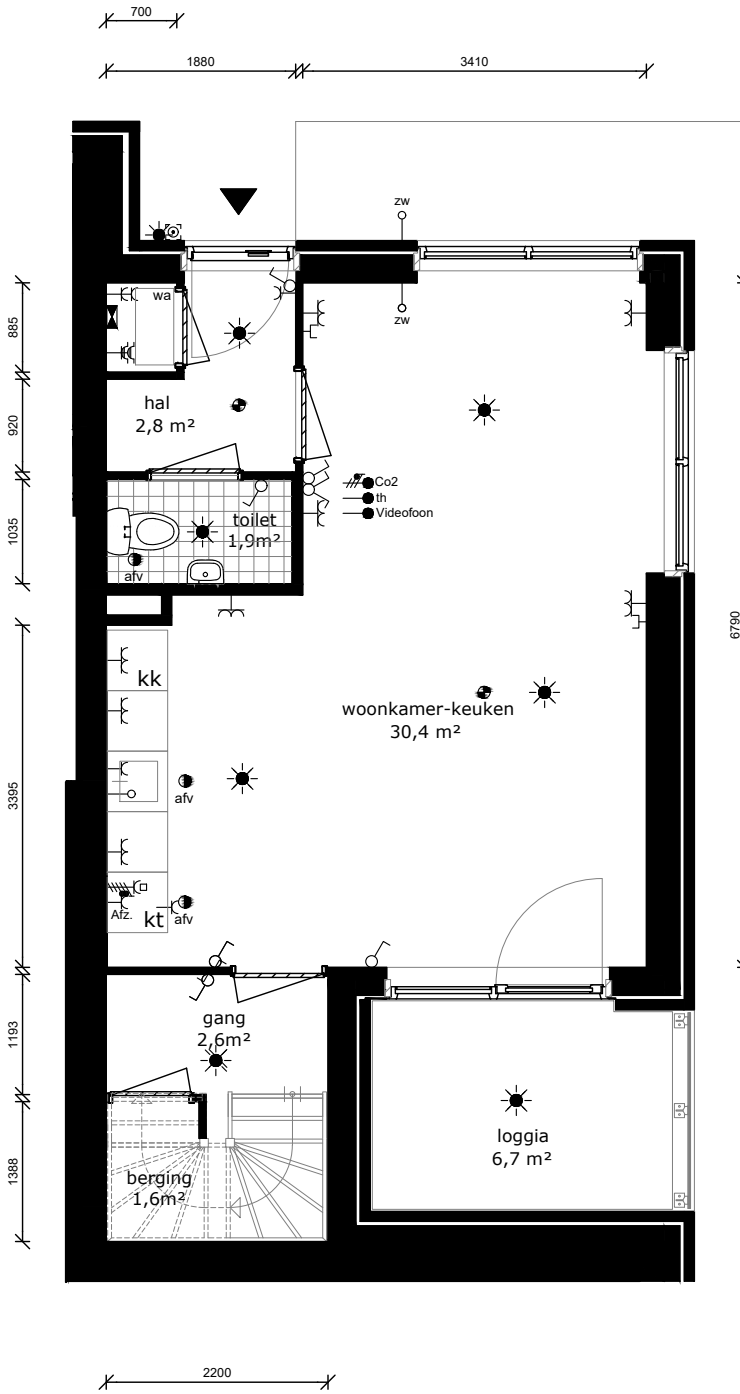 700
1880
3410
zw
wa
zw
885
hal
2,8 m²
920
Co2
th
Videofoon
toilet
1,9m²
1035
afv
6790
kk
woonkamer-keuken
30,4 m²
afv
3395
Afz.
kt
afv
gang
2,6m²
1193
loggia
6,7 m²
berging
1,6m²
1388
2200